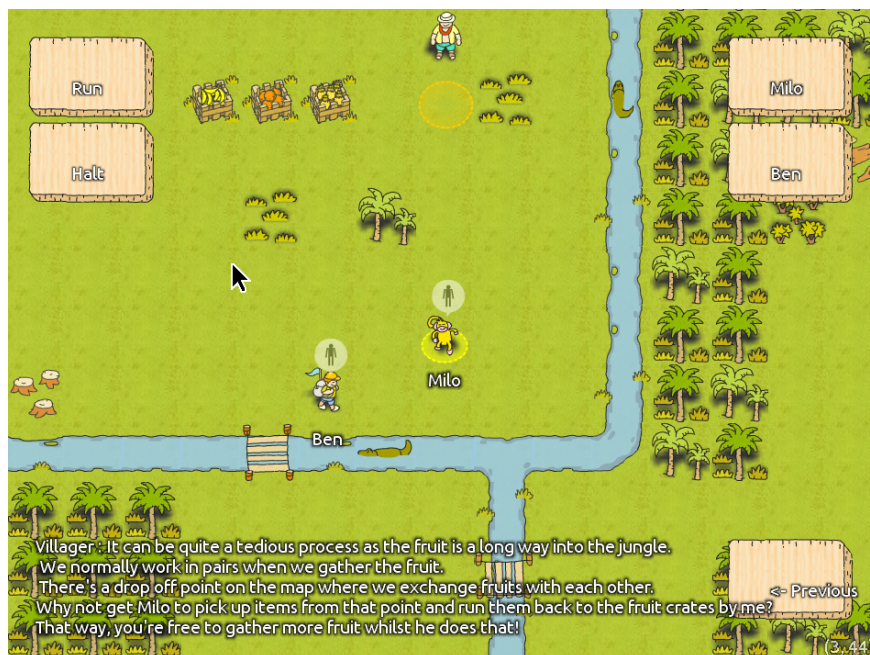 Run
Milo
Halt
Ben
Milo
Ben
Villager : It can be quite a tedious process as the fruit is a long way into the jungle.
We normally work in pairs when we gather the fruit.
There's a drop off point on the map where we exchange fruits with each other.
Why not get Milo to pick up items from that point and run them back to the fruit crates by me?
That way, you're free to gather more fruit whilst he does that!
<- Previous
(3, 44)